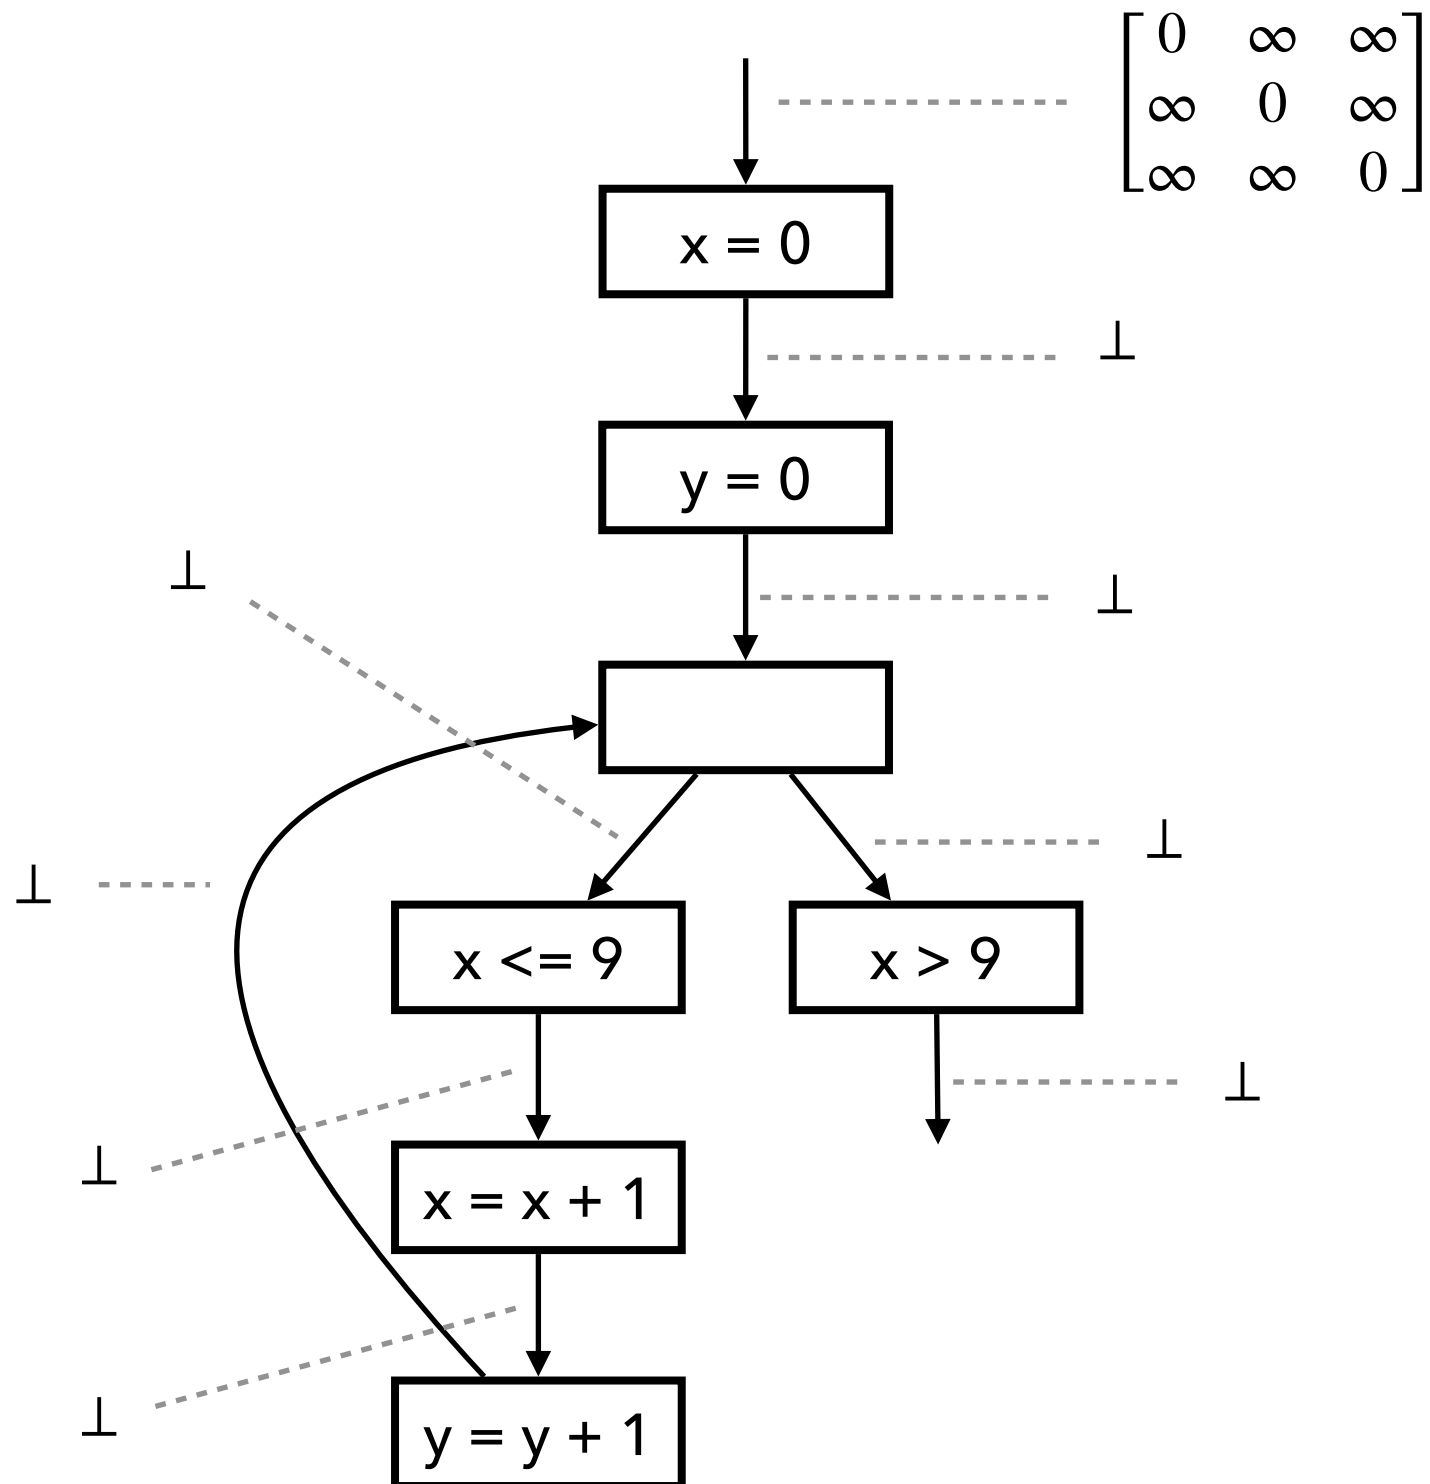 0 ∞ ∞
∞ 0 ∞
∞ ∞ 0
x = 0
⊥
y = 0
⊥
⊥
⊥
⊥
x <= 9
x > 9
⊥
⊥
x = x + 1
⊥
y = y + 1